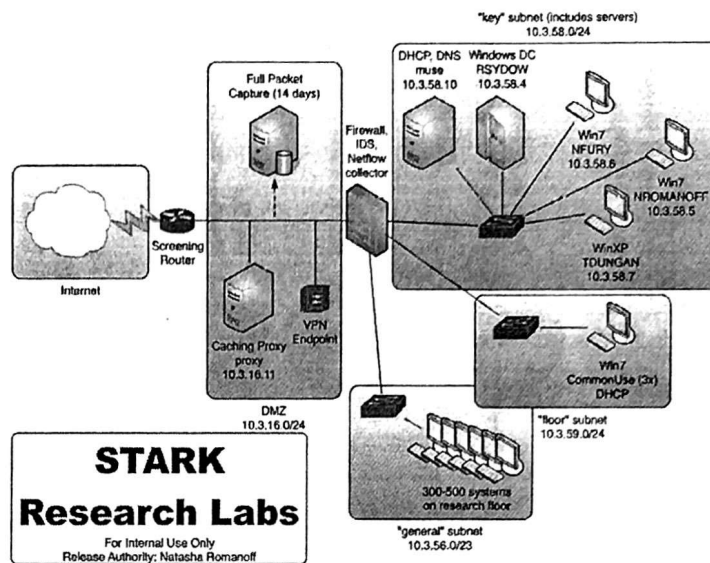 "key" subnet (includes servers)
10.3.58.0/24
DHCP, DNS
muse
10.3.58.10
Windows DC
RSYDOW
10.3.58.4
Win7
NFURY
10.3.58.6
Win7
NROMANOFF
10.3.58.5
WinXP
TDUNGAN
10.3.58.7
Full Packet
Capture (14 days)
Firewall,
IDS,
Netflow
collector
Screening
Router
Internet
Caching Proxy
proxy
10.3.16.11
VPN
Endpoint
DMZ
10.3.16.0/24
Win7
CommonUse (3x)
DHCP
"floor" subnet
10.3.59.0/24
300-500 systems
on research floor
"general" subnet
10.3.56.0/23
STARK
Research Labs
For Internal Use Only
Release Authority; Natasha Romanoff